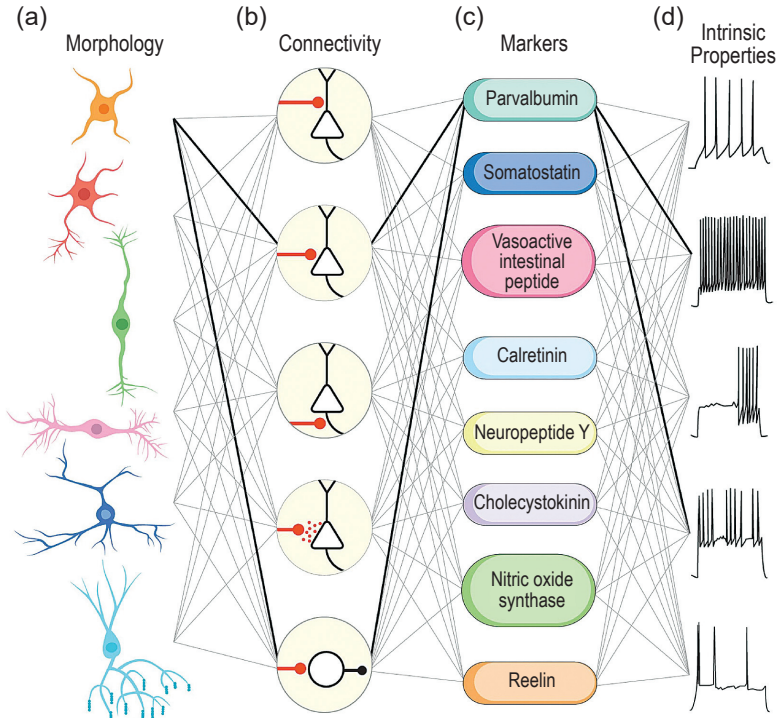 (a)
Morphology
(b)
Connectivity
(c)
Markers
(d)
Intrinsic
Properties
Parvalbumin
Somatostatin
Vasoactive
intestinal
peptide
Calretinin
Neuropeptide Y
Cholecystokinin
Nitric oxide
synthase
Reelin